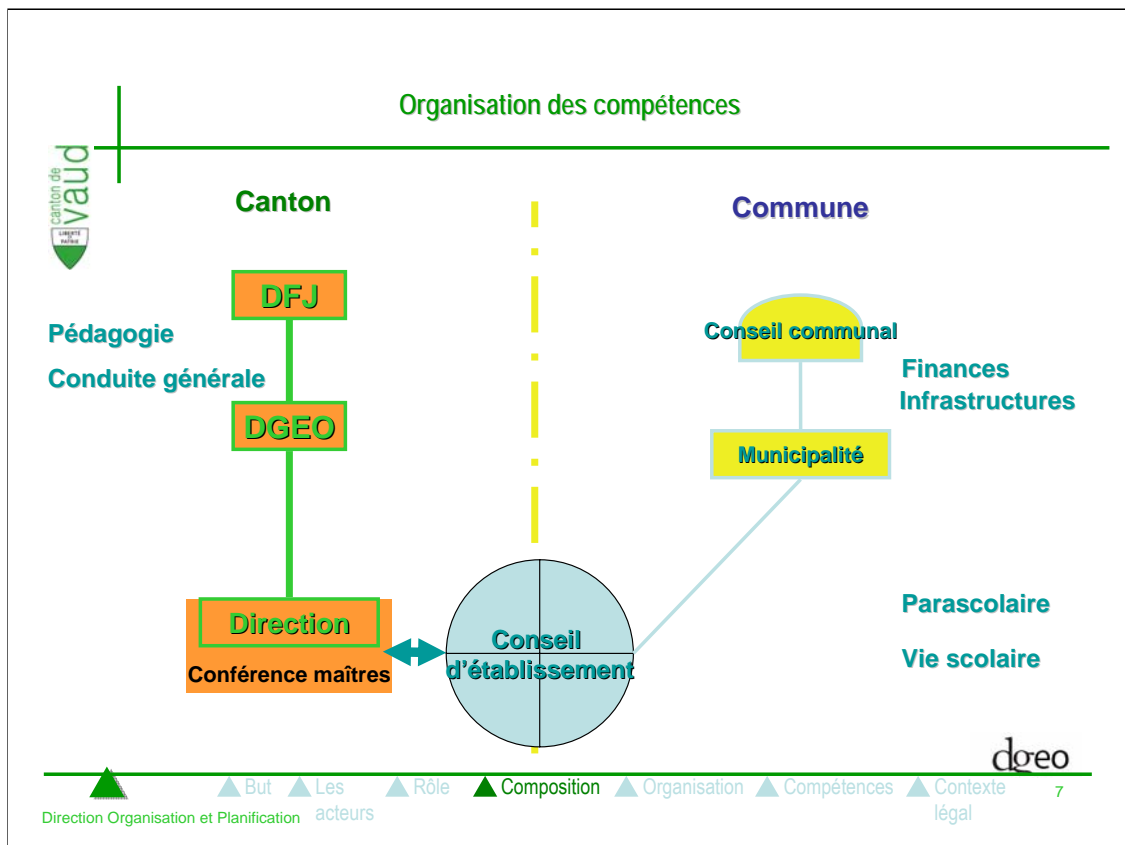 Organisation des compétences
canton de
vaud
LIBERTÉ
ET
PATRIE
Canton
Commune
DFJ
Pédagogie
Conduite générale
DGEO
Conseil communal
Finances
Infrastructures
Municipalité
Direction
Conférence maîtres
Conseil
d'établissement
Parascolaire
Vie scolaire
dgeo
But
Les
acteurs
Rôle
Composition
Organisation
Compétences
Contexte
légal
7
Direction Organisation et Planification